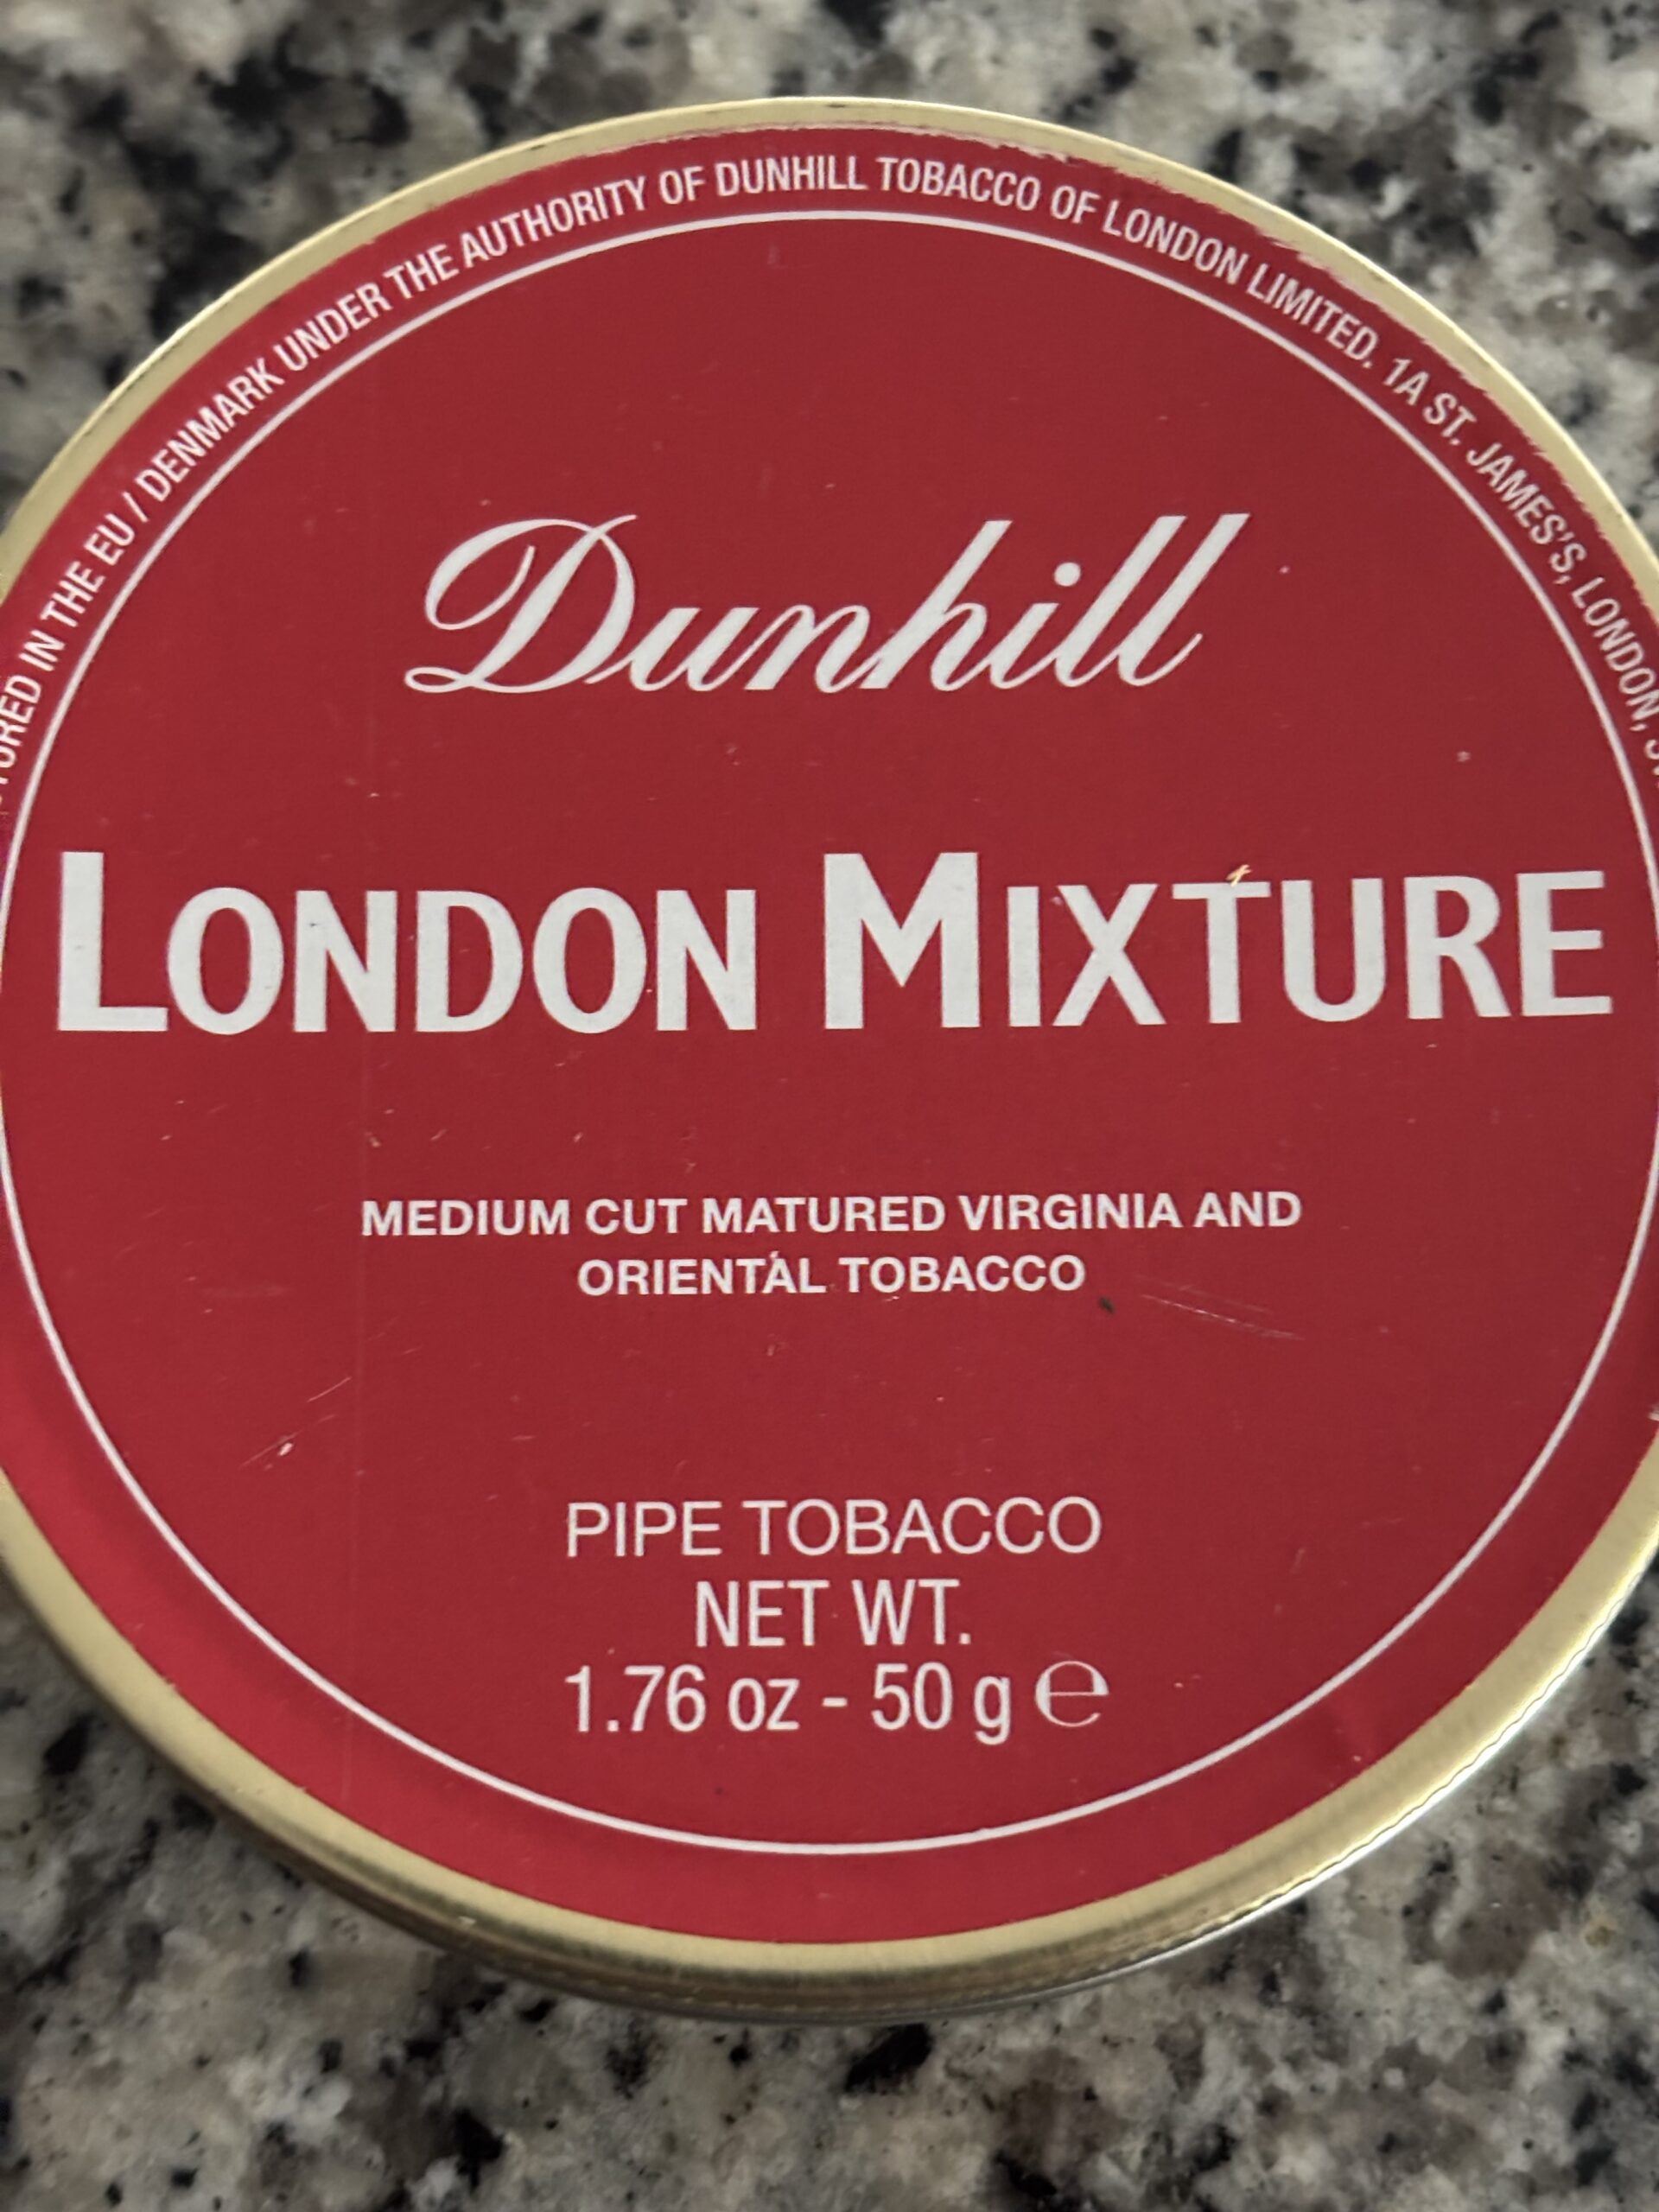 IN THE EU / DENMARK UNDER THE AUTHORITY OF DUNHILL TOBACCO OF LONDON LIMITED. 1A ST. JAMES'S, LONDON,
Dunhill
LONDON MIXTURE
MEDIUM CUT MATURED VIRGINIA AND
ORIENTAL TOBACCO
PIPE TOBACCO
NET WT.
1.76 oz - 50 g ℮